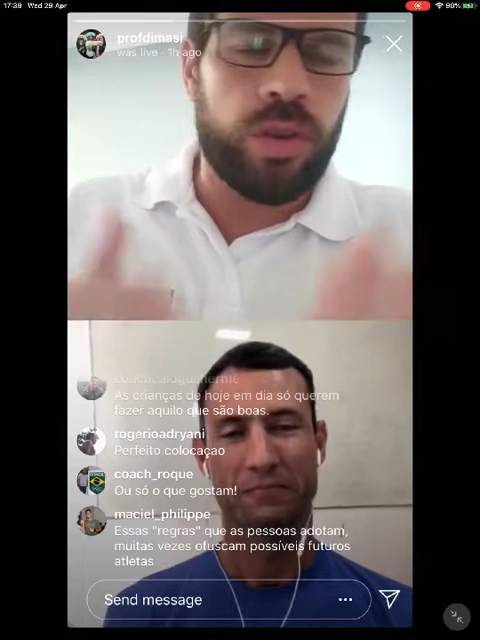 17:39 Wed 29 Apr
90%
profdimasi
was live · 1h ago
As crianças de hoje em dia só querem
fazer aquilo que são boas.
rogerioadryani
Perfeito colocaçao
coach_roque
Ou só o que gostam!
maciel_philippe
Essas "regras" que as pessoas adotam,
muitas vezes ofuscam possíveis futuros
atletas
Send message